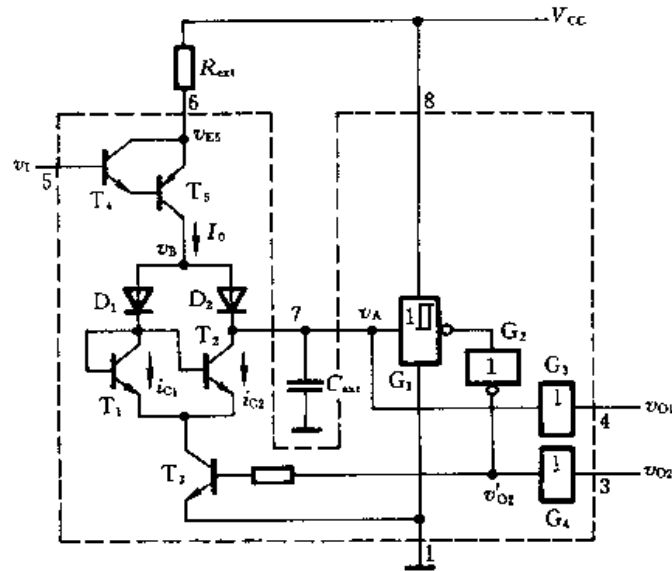 V_CC
R_ext
6
8
v_E5
v_I
5
T_4
T_5
I_0
v_B
D_1
D_2
7
v_A
1
G_2
T_2
1
G_1
G_3
C_ext
i_C1
i_C2
T_1
1
v_O1
4
T_3
1
v'_O2
3
v_O2
G_4
1